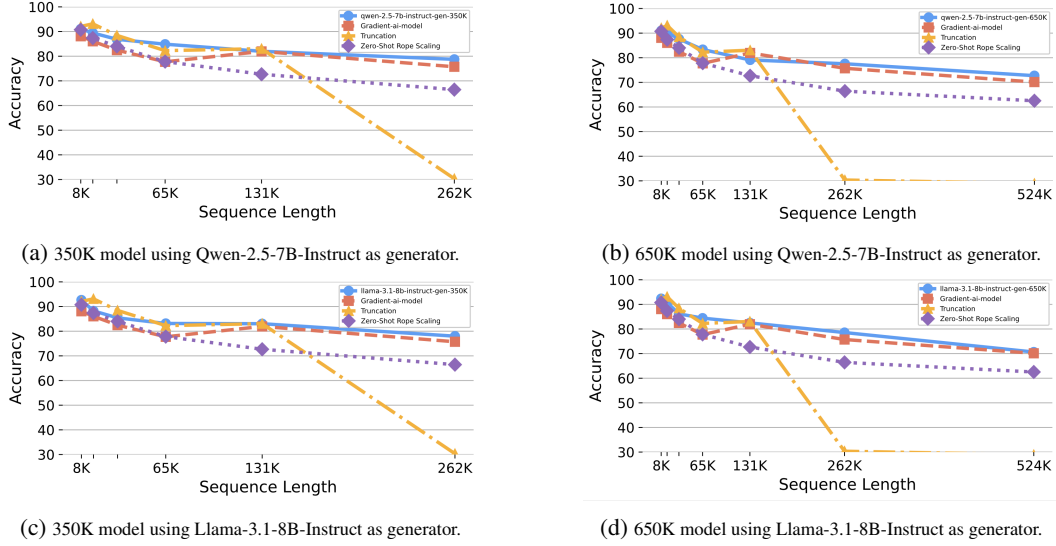 100
90
80
70
60
50
40
30
Accuracy
8K
65K
131K
262K
Sequence Length
qwen-2.5-7b-instruct-gen-350K
Gradient-ai-model
Truncation
Zero-Shot Rope Scaling
(a) 350K model using Qwen-2.5-7B-Instruct as generator.
100
90
80
70
60
50
40
30
Accuracy
8K
65K
131K
262K
524K
Sequence Length
qwen-2.5-7b-instruct-gen-650K
Gradient-ai-model
Truncation
Zero-Shot Rope Scaling
(b) 650K model using Qwen-2.5-7B-Instruct as generator.
100
90
80
70
60
50
40
30
Accuracy
8K
65K
131K
262K
Sequence Length
llama-3.1-8b-instruct-gen-350K
Gradient-ai-model
Truncation
Zero-Shot Rope Scaling
(c) 350K model using Llama-3.1-8B-Instruct as generator.
100
90
80
70
60
50
40
30
Accuracy
8K
65K
131K
262K
524K
Sequence Length
llama-3.1-8b-instruct-gen-650K
Gradient-ai-model
Truncation
Zero-Shot Rope Scaling
(d) 650K model using Llama-3.1-8B-Instruct as generator.